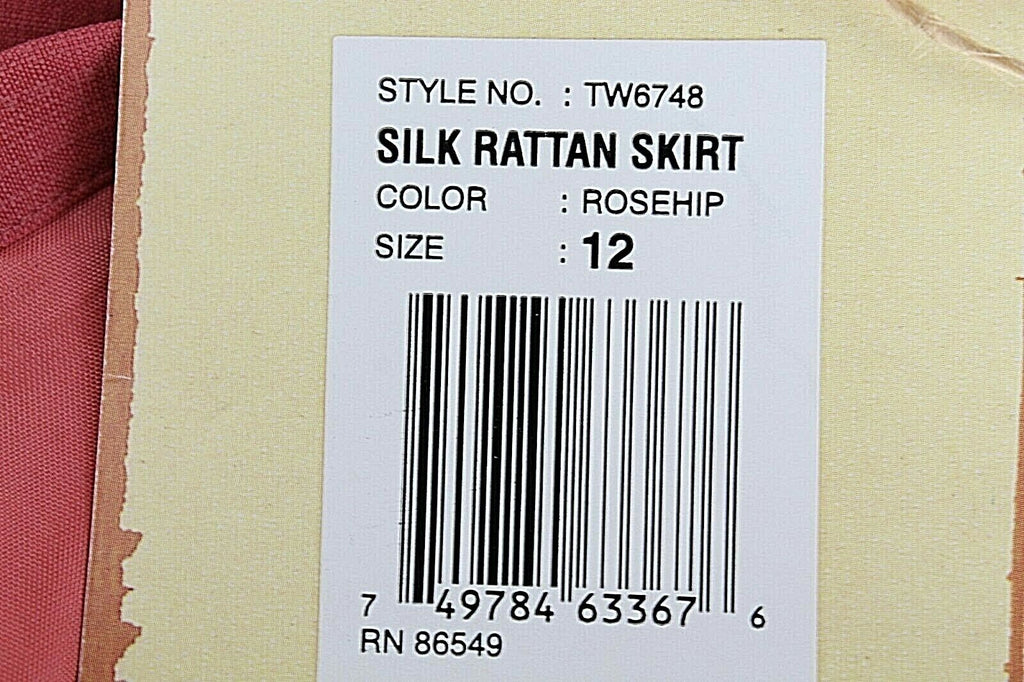 STYLE NO. : TW6748
SILK RATTAN SKIRT
COLOR : ROSEHIP
SIZE : 12
7 49784 63367 6
RN 86549